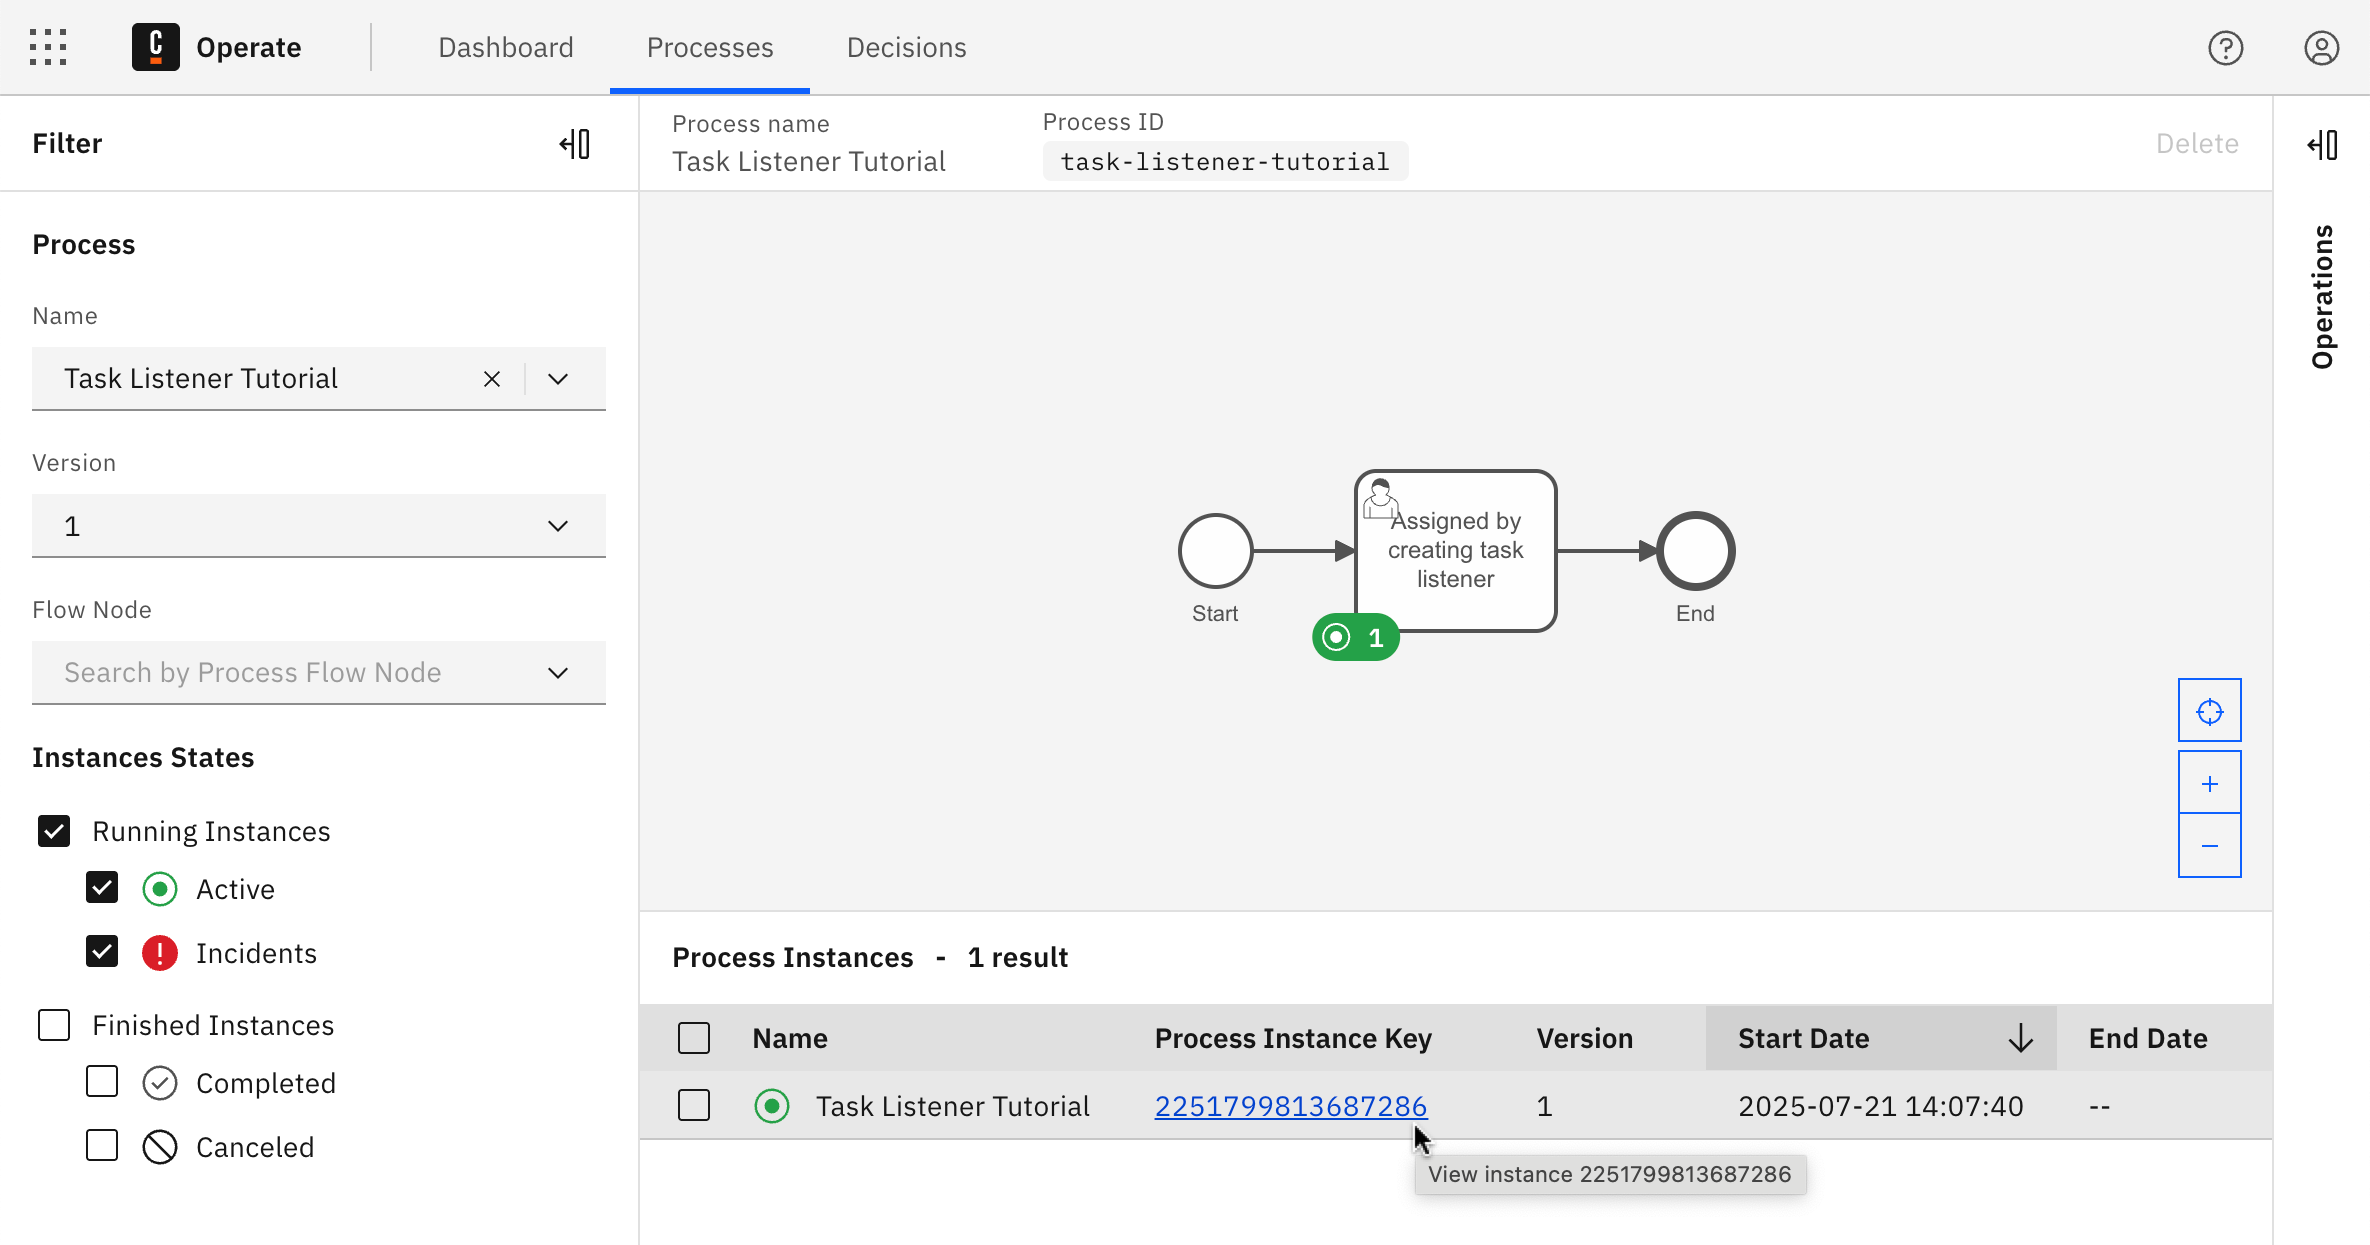 Operate
Dashboard
Processes
Decisions
Filter
Process
Name
Task Listener Tutorial
Version
1
Flow Node
Search by Process Flow Node
Instances States
Running Instances
Active
Incidents
Finished Instances
Completed
Canceled
Process name
Task Listener Tutorial
Process ID
task-listener-tutorial
Delete
Operations
Assigned by
creating task
listener
Start
1
End
Process Instances - 1 result
Name Process Instance Key Version Start Date End Date
Task Listener Tutorial 2251799813687286 1 2025-07-21 14:07:40 --
View instance 2251799813687286